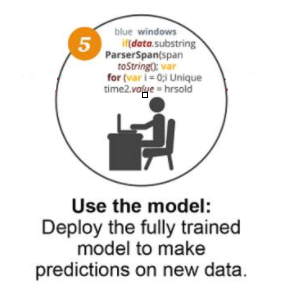 5
blue windows
if(data.substring
ParserSpan(span
toString(); var
for (var i = 0;i Unique
time2.value = hrsold
Use the model:
Deploy the fully trained
model to make
predictions on new data.